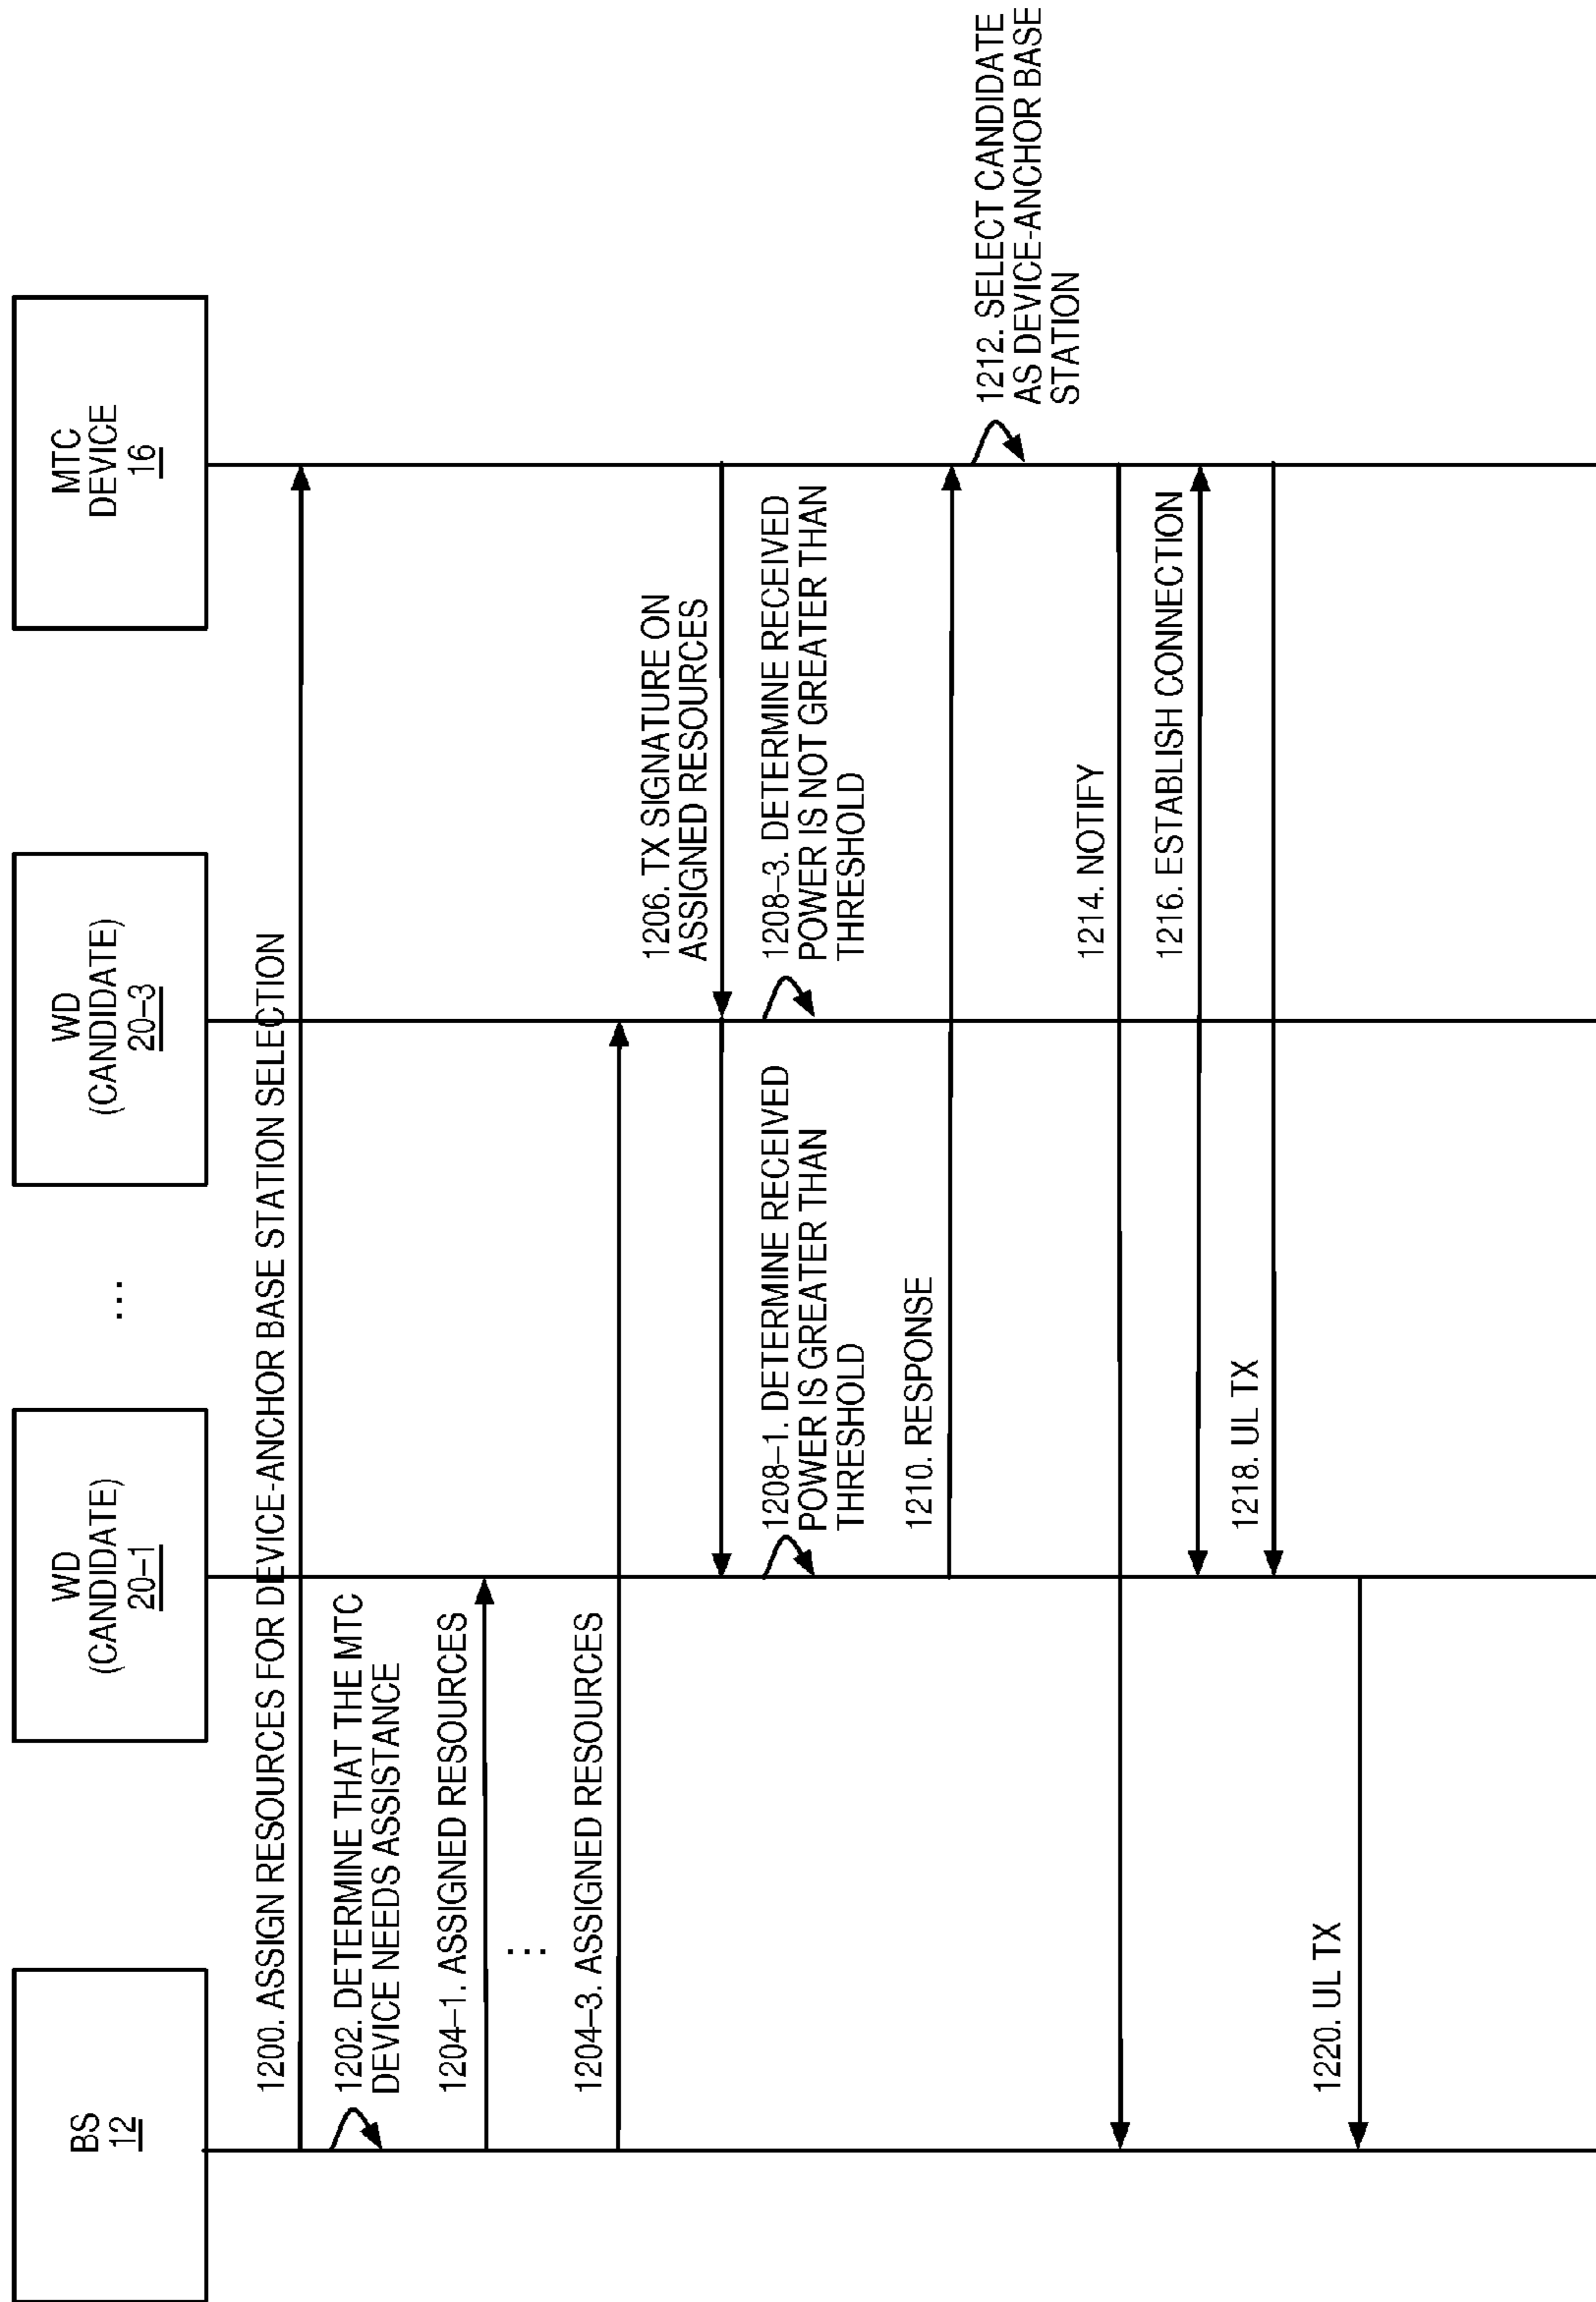 BS
12
WD
(CANDIDATE)
20-1
...
WD
(CANDIDATE)
20-3
MTC
DEVICE
16
1200. ASSIGN RESOURCES FOR DEVICE-ANCHOR BASE STATION SELECTION
1202. DETERMINE THAT THE MTC
DEVICE NEEDS ASSISTANCE
1204-1. ASSIGNED RESOURCES
...
1204-3. ASSIGNED RESOURCES
1206. TX SIGNATURE ON
ASSIGNED RESOURCES
1208-1. DETERMINE RECEIVED
POWER IS GREATER THAN
THRESHOLD
1208-3. DETERMINE RECEIVED
POWER IS NOT GREATER THAN
THRESHOLD
1210. RESPONSE
1212. SELECT CANDIDATE
AS DEVICE-ANCHOR BASE
STATION
1214. NOTIFY
1216. ESTABLISH CONNECTION
1218. UL TX
1220. UL TX